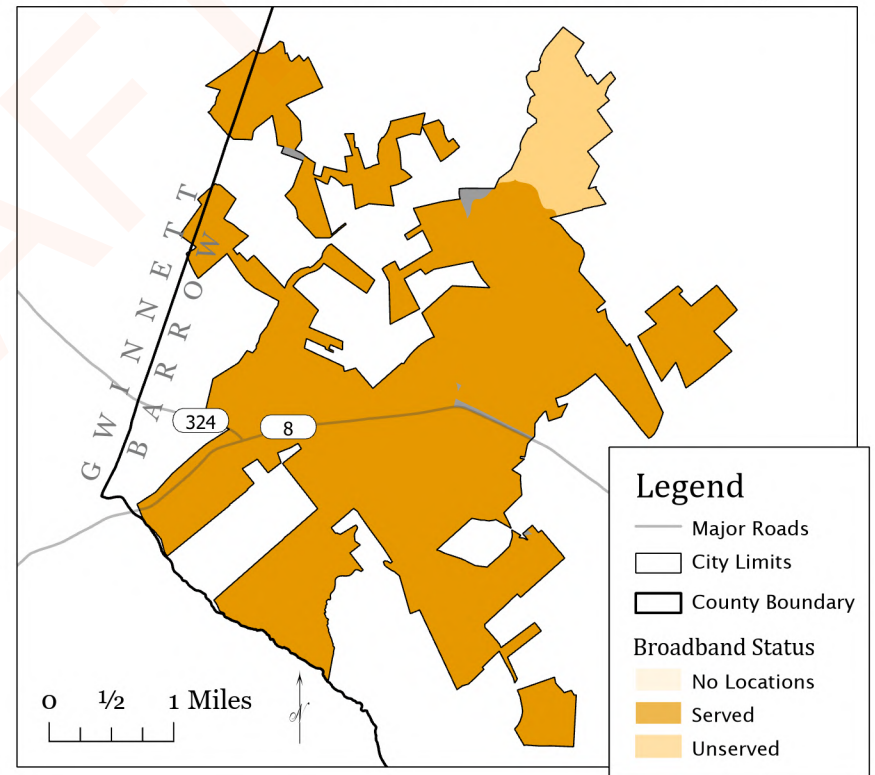 GWINNETT
BARROW
324
8
Legend
Major Roads
City Limits
County Boundary
Broadband Status
No Locations
Served
Unserved
0 ½ 1 Miles
N